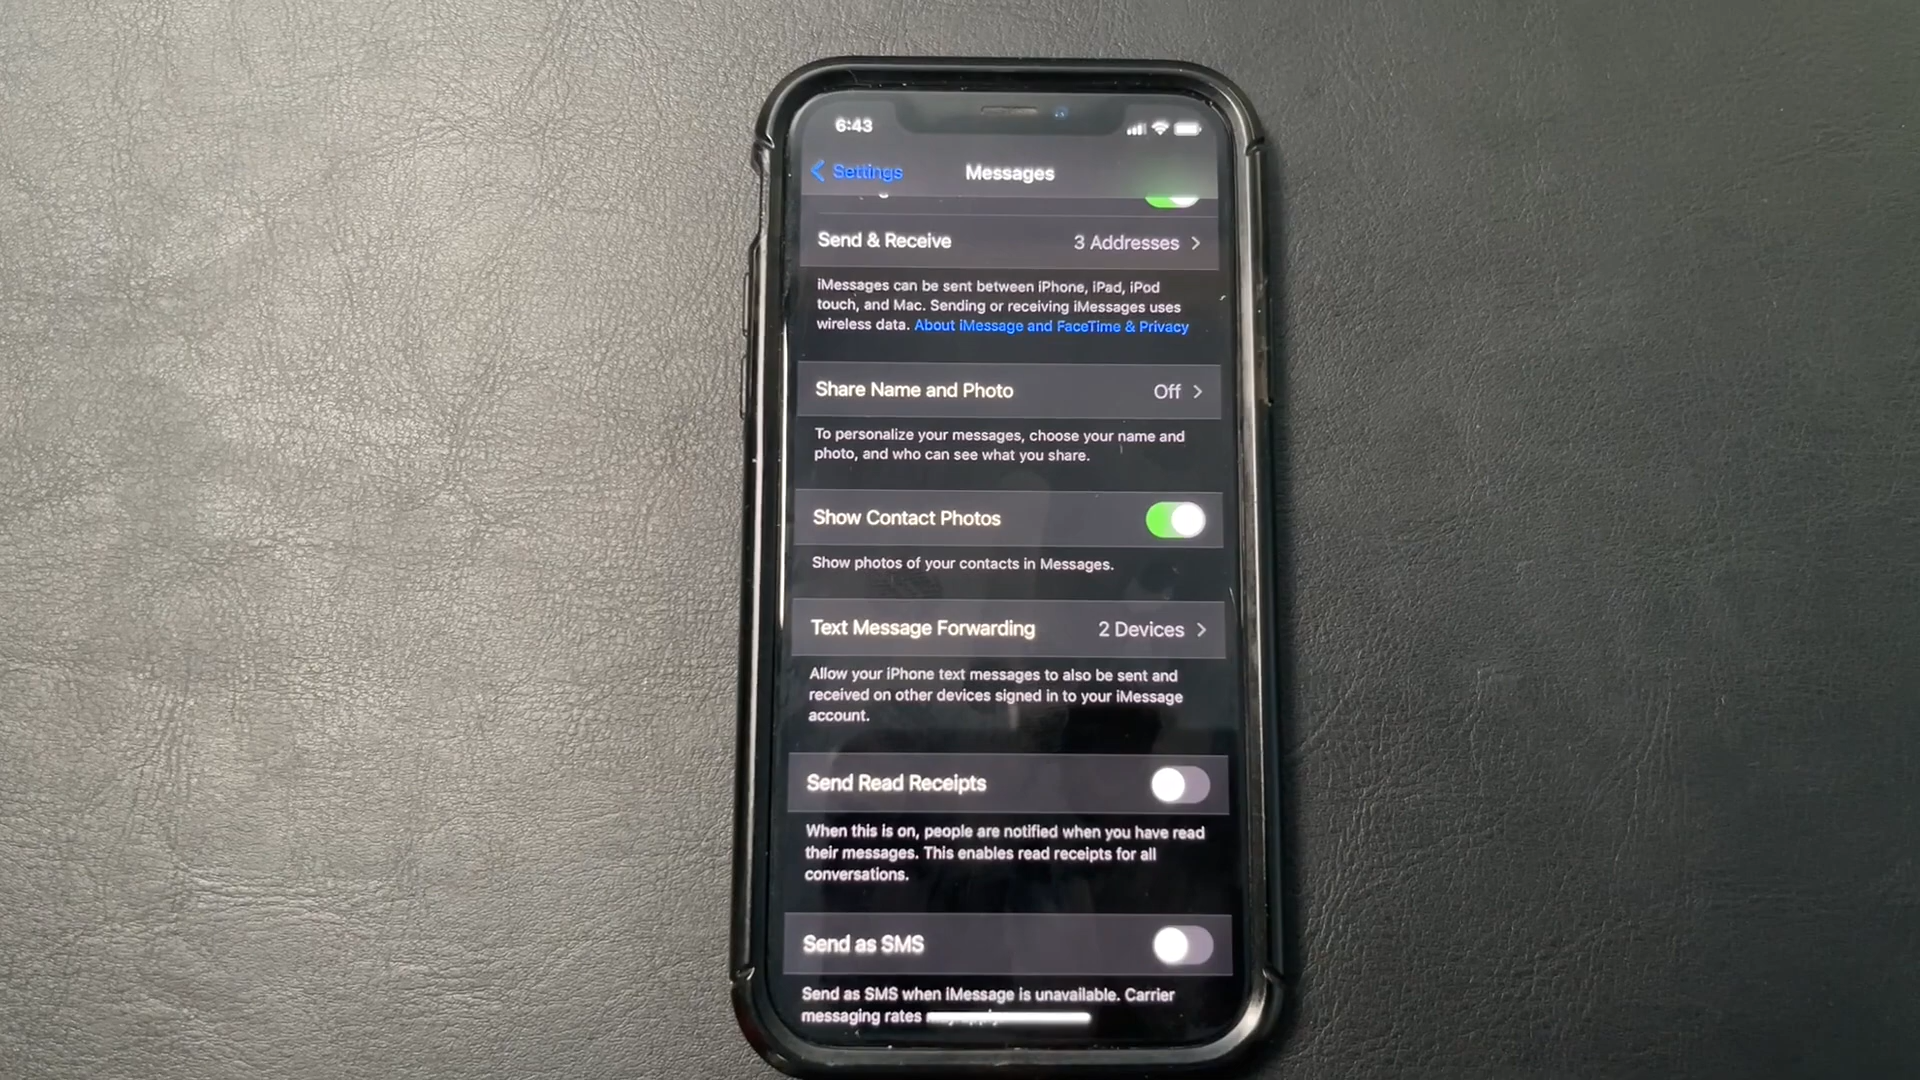 6:43
Settings
Messages
Send & Receive
3 Addresses
iMessages can be sent between iPhone, iPad, iPod
touch, and Mac. Sending or receiving iMessages uses
wireless data. About iMessage and FaceTime & Privacy
Share Name and Photo
Off
To personalize your messages, choose your name and
photo, and who can see what you share.
Show Contact Photos
Show photos of your contacts in Messages.
Text Message Forwarding
2 Devices
Allow your iPhone text messages to also be sent and
received on other devices signed in to your iMessage
account.
Send Read Receipts
When this is on, people are notified when you have read
their messages. This enables read receipts for all
conversations.
Send as SMS
Send as SMS when iMessage is unavailable. Carrier
messaging rates may apply